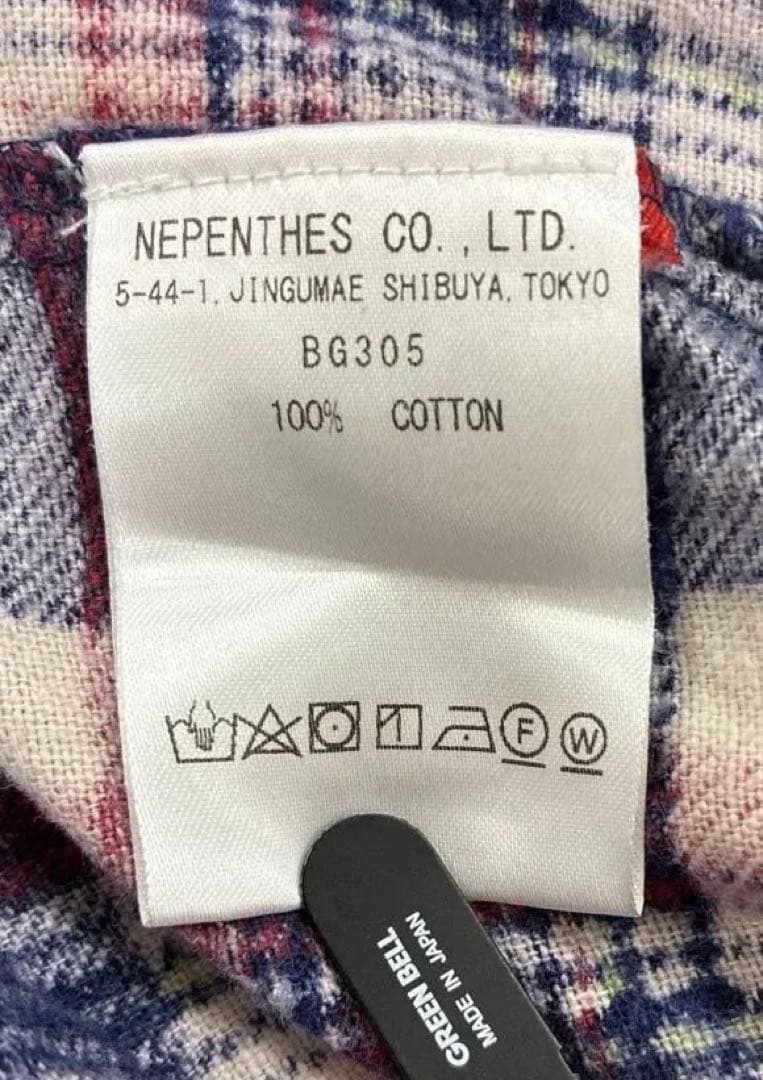 NEPENTHES CO., LTD.
5-44-1, JINGUMAE SHIBUYA, TOKYO
BG305
100% COTTON
F W
GREEN BELL
MADE IN JAPAN